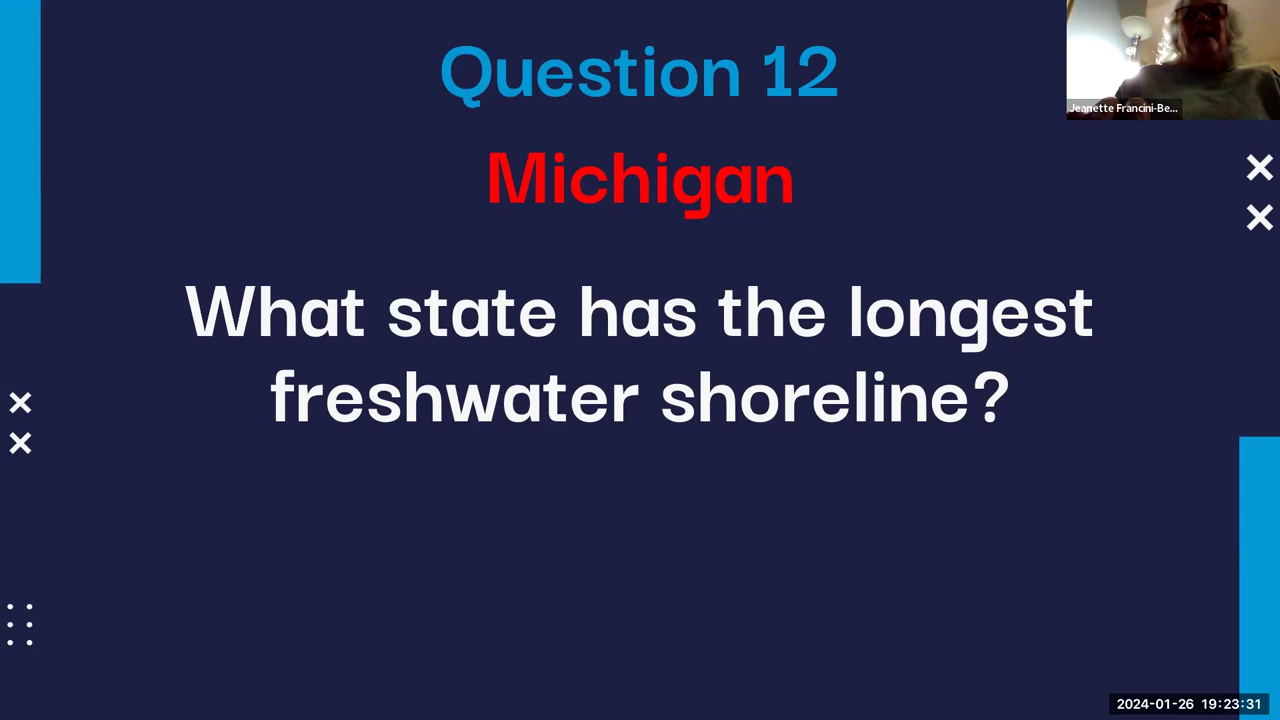 Question 12
Jeanette Francini-Be...
Michigan
What state has the longest
freshwater shoreline?
2024-01-26 19:23:31